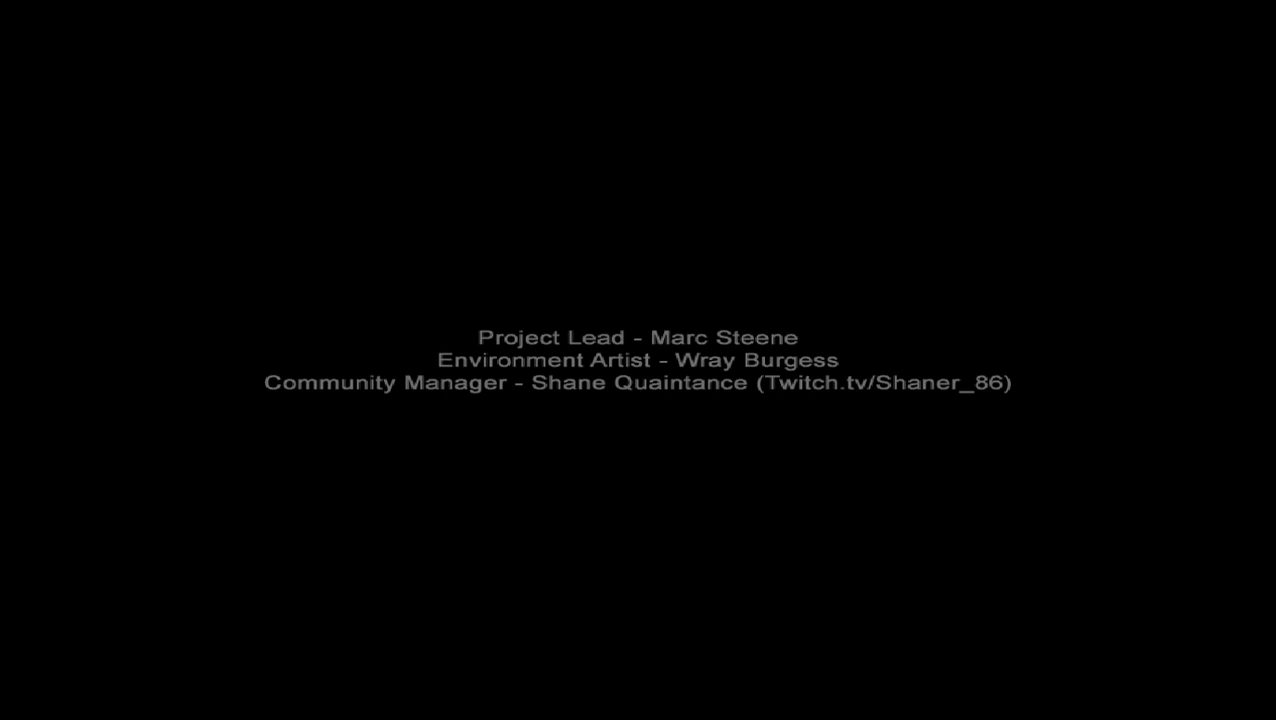 Project Lead - Marc Steene
Environment Artist - Wray Burgess
Community Manager - Shane Quaintance (Twitch.tv/Shaner_86)